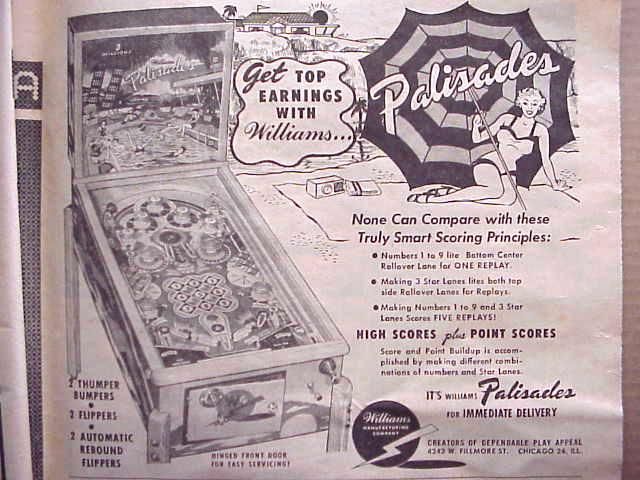 3
MILLIONS
Palisades
Get TOP
EARNINGS
WITH
Williams...
Palisades
None Can Compare with these
Truly Smart Scoring Principles:
● Numbers 1 to 9 lite Bottom Center
Rollover Lane for ONE REPLAY.
● Making 3 Star Lanes lites both top
side Rollover Lanes for Replays.
● Making Numbers 1 to 9 and 3 Star
Lanes Scores FIVE REPLAYS!
HIGH SCORES plus POINT SCORES
Score and Point Buildup is accom-
plished by making different combi-
nations of numbers and Star Lanes.
IT'S WILLIAMS Palisades
FOR IMMEDIATE DELIVERY
2 THUMPER
BUMPERS ●
● 2 FLIPPERS ●
2 AUTOMATIC
REBOUND
FLIPPERS
HINGED FRONT DOOR
FOR EASY SERVICING!
Williams
MANUFACTURING
COMPANY
CREATORS OF DEPENDABLE PLAY APPEAL
4242 W. FILLMORE ST. CHICAGO 24, ILL.